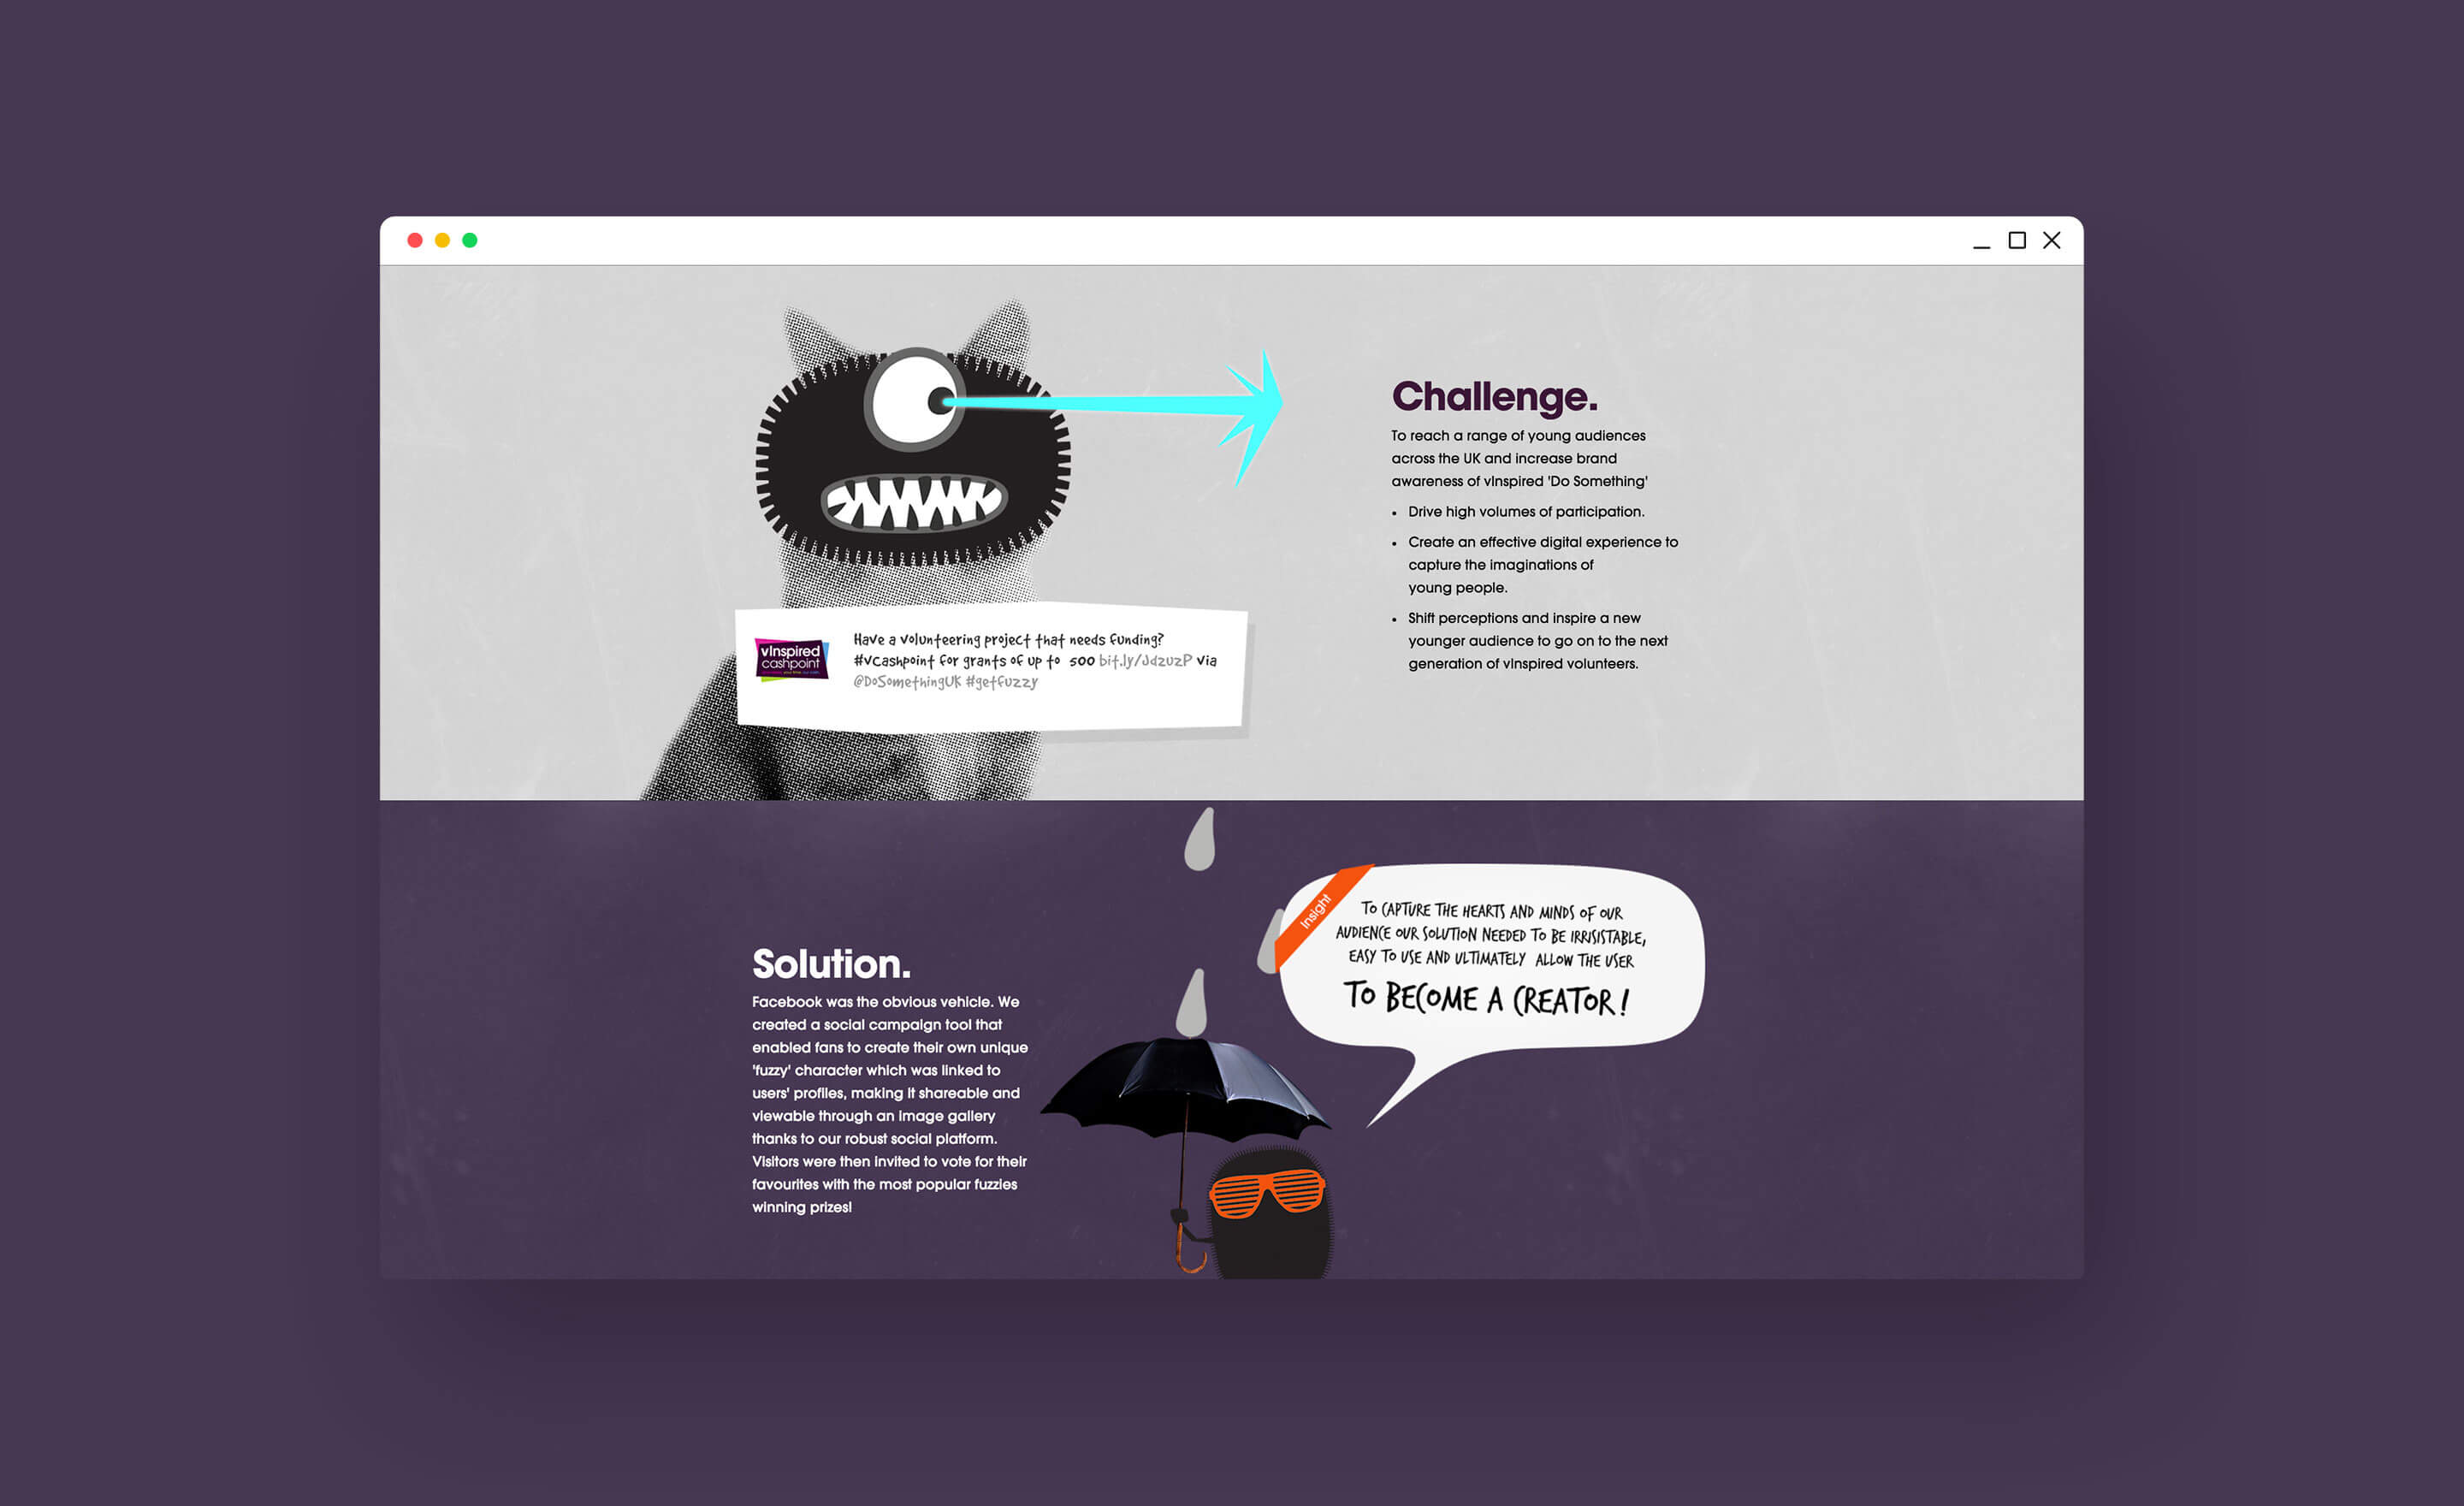 Challenge.
To reach a range of young audiences
across the UK and increase brand
awareness of vInspired 'Do Something'
• Drive high volumes of participation.
• Create an effective digital experience to
capture the imaginations of
young people.
• Shift perceptions and inspire a new
younger audience to go on to the next
generation of vInspired volunteers.
vInspired
cashpoint
Have a volunteering project that needs funding?
#VCashpoint for grants of up to 500 bit.ly/JdzuzP via
@DoSomethingUK #getfuzzy
Solution.
Facebook was the obvious vehicle. We
created a social campaign tool that
enabled fans to create their own unique
'fuzzy' character which was linked to
users' profiles, making it shareable and
viewable through an image gallery
thanks to our robust social platform.
Visitors were then invited to vote for their
favourites with the most popular fuzzies
winning prizes!
Insight
TO CAPTURE THE HEARTS AND MINDS OF OUR
AUDIENCE OUR SOLUTION NEEDED TO BE IRRISISTABLE,
EASY TO USE AND ULTIMATELY ALLOW THE USER
TO BECOME A CREATOR!